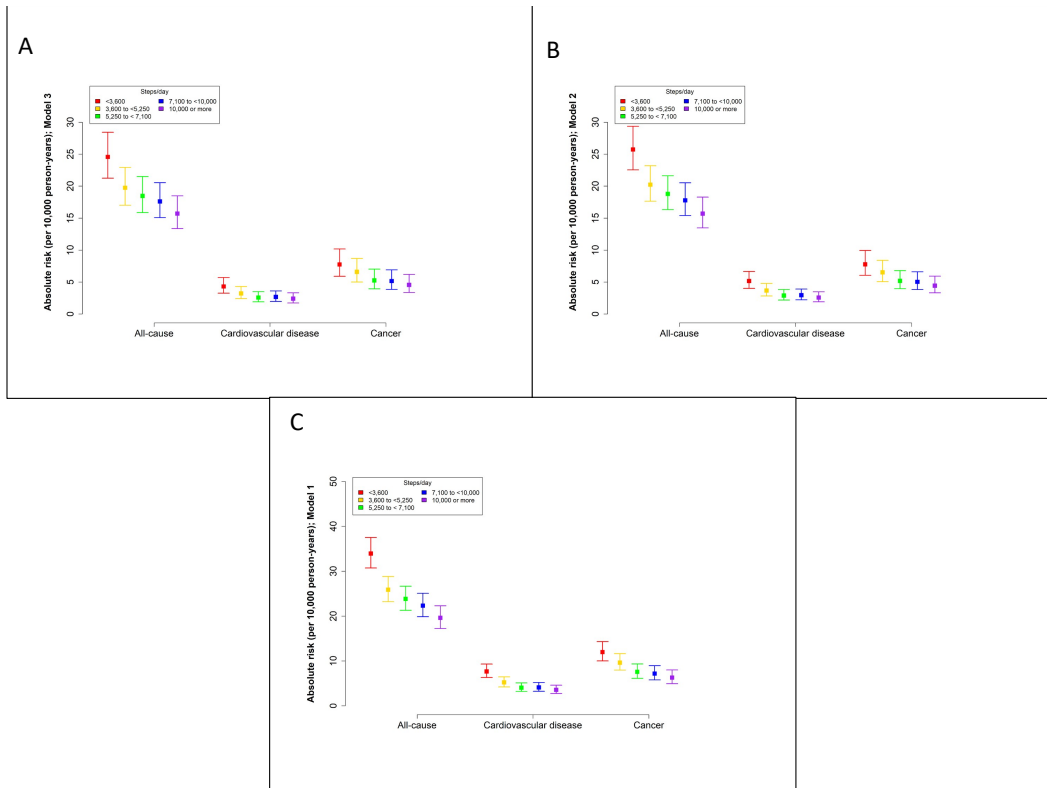 A
Absolute risk (per 10,000 person-years); Model 3
Steps/day
<3,600
7,100 to <10,000
3,600 to <5,250
10,000 or more
5,250 to < 7,100
30
25
20
15
10
5
0
All-cause
Cardiovascular disease
Cancer
B
Absolute risk (per 10,000 person-years); Model 2
Steps/day
<3,600
7,100 to <10,000
3,600 to <5,250
10,000 or more
5,250 to < 7,100
30
25
20
15
10
5
0
All-cause
Cardiovascular disease
Cancer
C
Absolute risk (per 10,000 person-years); Model 1
Steps/day
<3,600
7,100 to <10,000
3,600 to <5,250
10,000 or more
5,250 to < 7,100
50
40
30
20
10
0
All-cause
Cardiovascular disease
Cancer